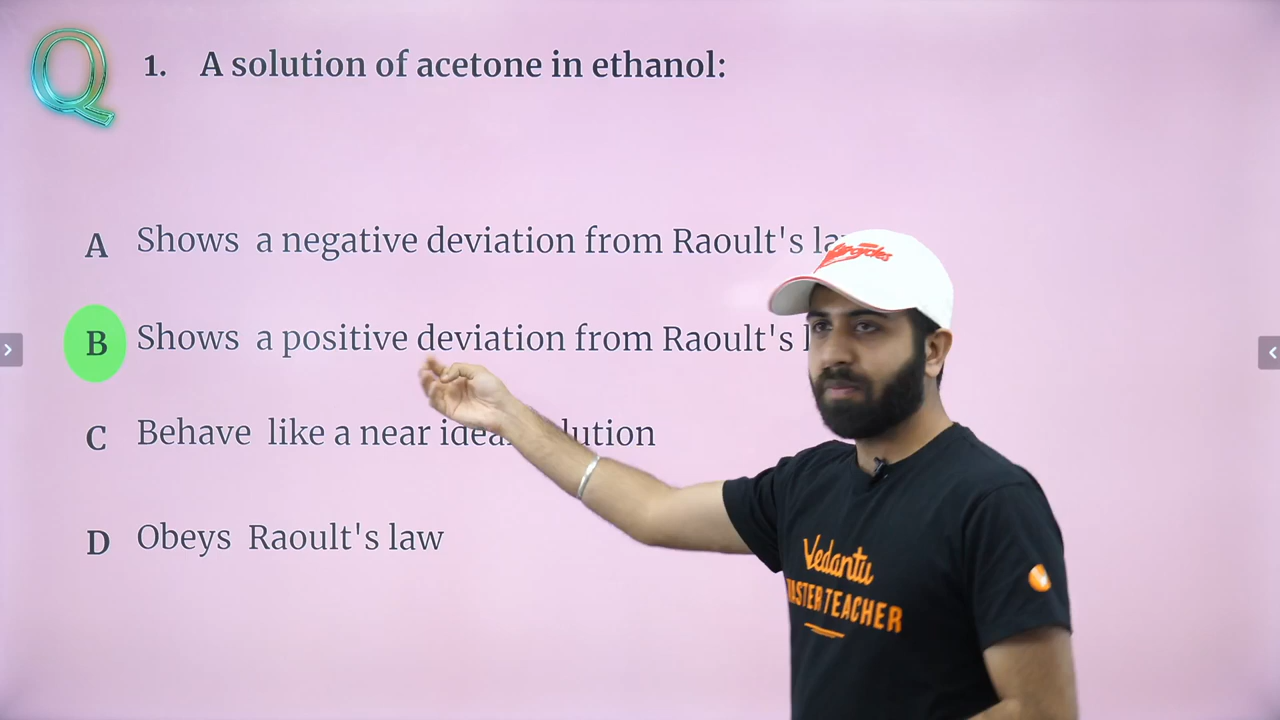 Q
1. A solution of acetone in ethanol:
A Shows a negative deviation from Raoult's
B Shows a positive deviation from Raoult's
C Behave like a near
D Obeys Raoult's law
Vedantu
TEACHER